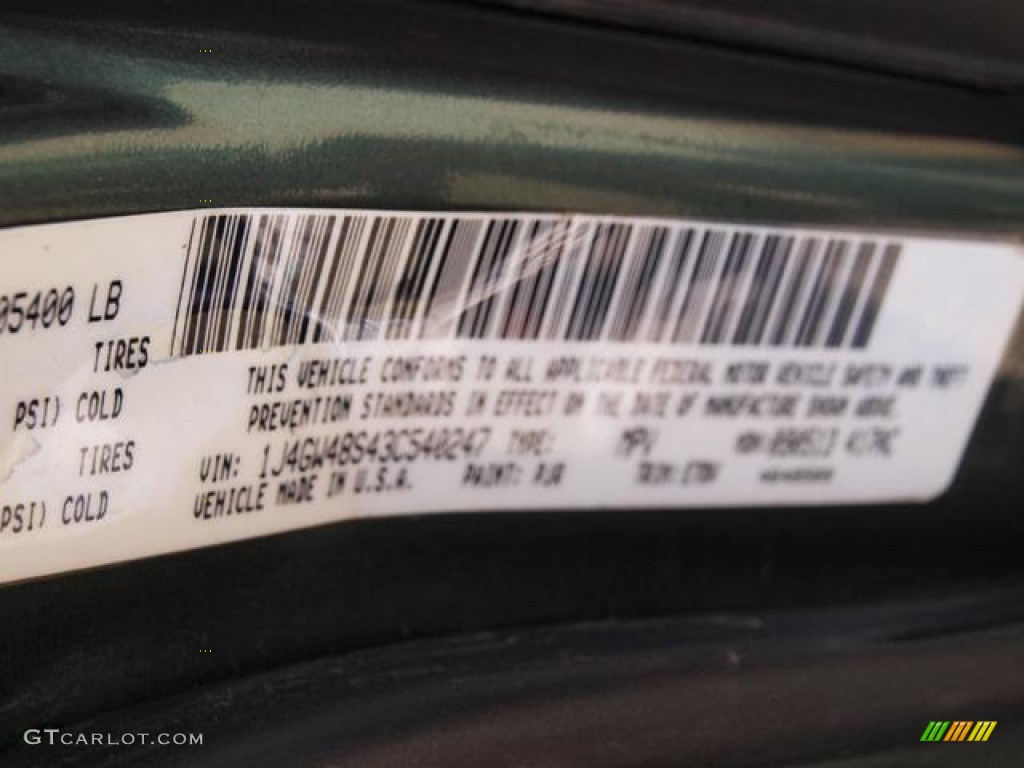 05400 LB
TIRES
PSI) COLD
TIRES
PSI) COLD
THIS VEHICLE CONFORMS TO ALL APPLICABLE FEDERAL MOTOR VEHICLE SAFETY AND THEFT
PREVENTION STANDARDS IN EFFECT ON THE DATE OF MANUFACTURE SHOWN ABOVE.
VIN: 1J4GW48S43C540247 TYPE: MPV
VEHICLE MADE IN U.S.A. PAINT: PJR TRIM:
GTCARLOT.COM